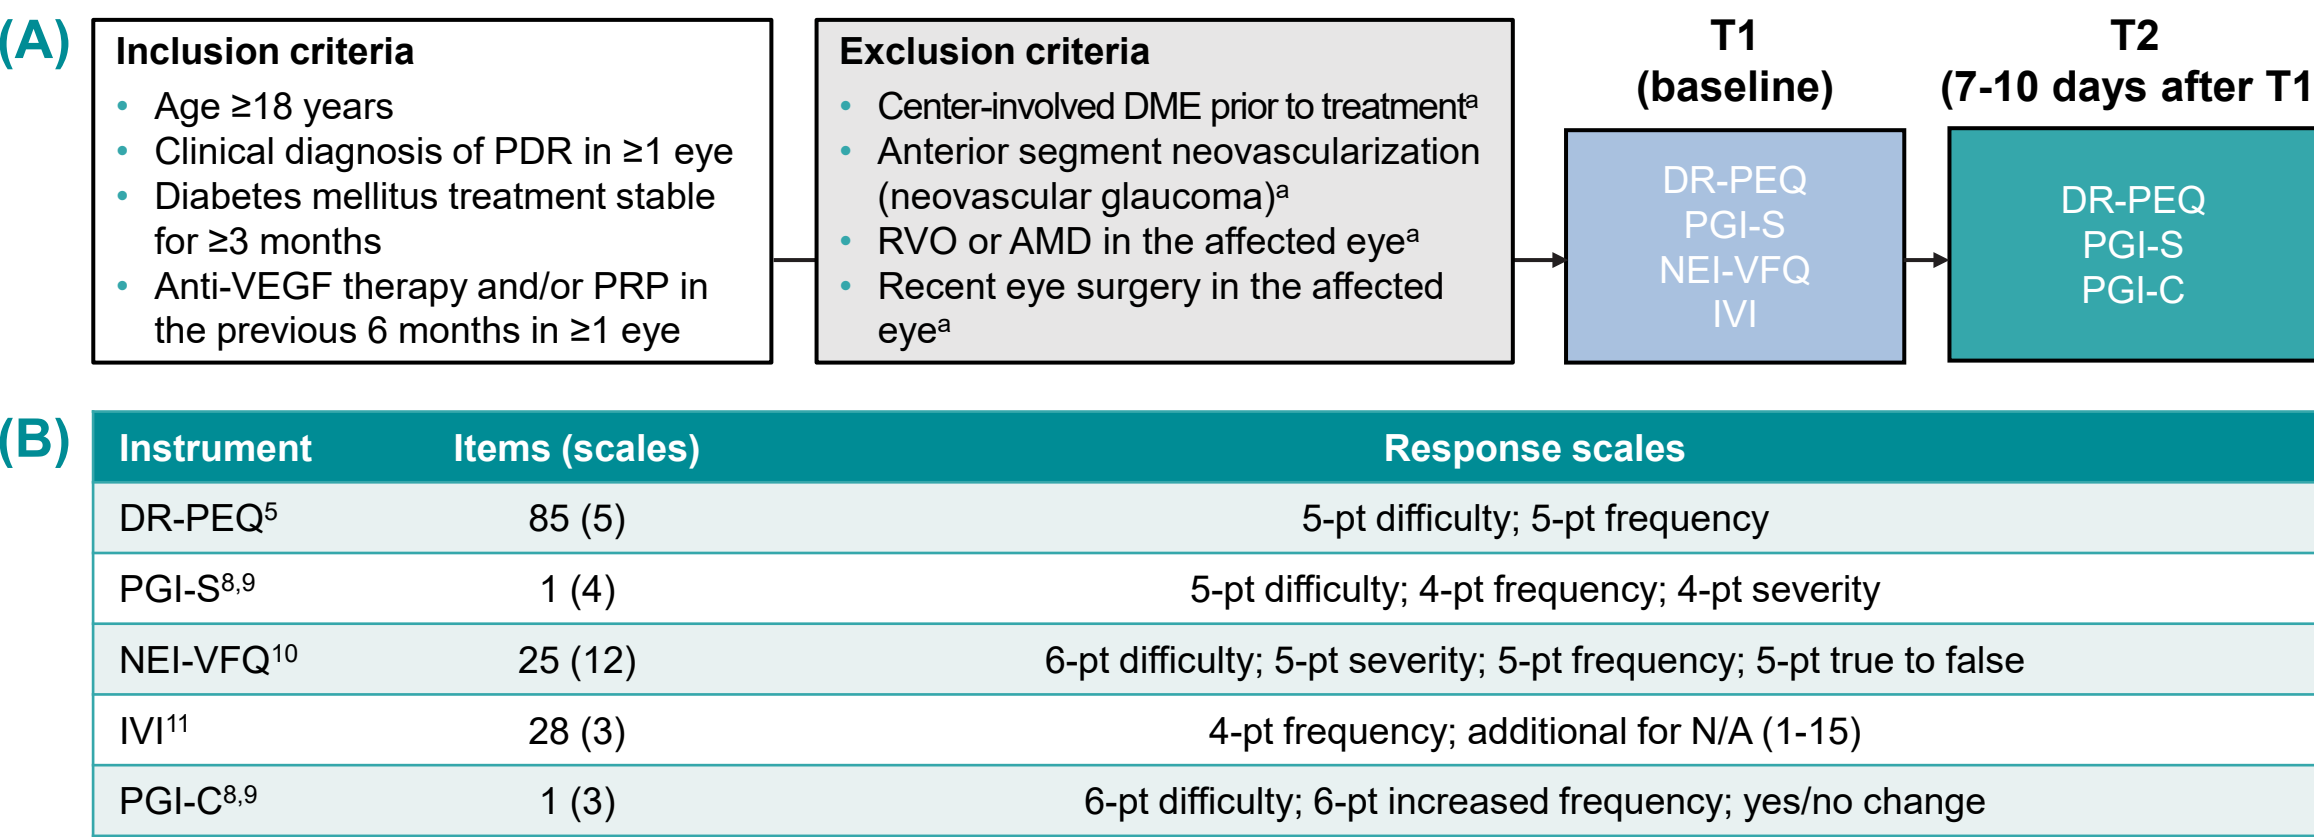 (A)
Inclusion criteria
• Age ≥18 years
• Clinical diagnosis of PDR in ≥1 eye
• Diabetes mellitus treatment stable
for ≥3 months
• Anti-VEGF therapy and/or PRP in
the previous 6 months in ≥1 eye
Exclusion criteria
• Center-involved DME prior to treatmentᵃ
• Anterior segment neovascularization
(neovascular glaucoma)ᵃ
• RVO or AMD in the affected eyeᵃ
• Recent eye surgery in the affected
eyeᵃ
T1
(baseline)
DR-PEQ
PGI-S
NEI-VFQ
IVI
T2
(7-10 days after T1
DR-PEQ
PGI-S
PGI-C
(B)
Instrument Items (scales) Response scales
DR-PEQ⁵ 85 (5) 5-pt difficulty; 5-pt frequency
PGI-S⁸,⁹ 1 (4) 5-pt difficulty; 4-pt frequency; 4-pt severity
NEI-VFQ¹⁰ 25 (12) 6-pt difficulty; 5-pt severity; 5-pt frequency; 5-pt true to false
IVI¹¹ 28 (3) 4-pt frequency; additional for N/A (1-15)
PGI-C⁸,⁹ 1 (3) 6-pt difficulty; 6-pt increased frequency; yes/no change